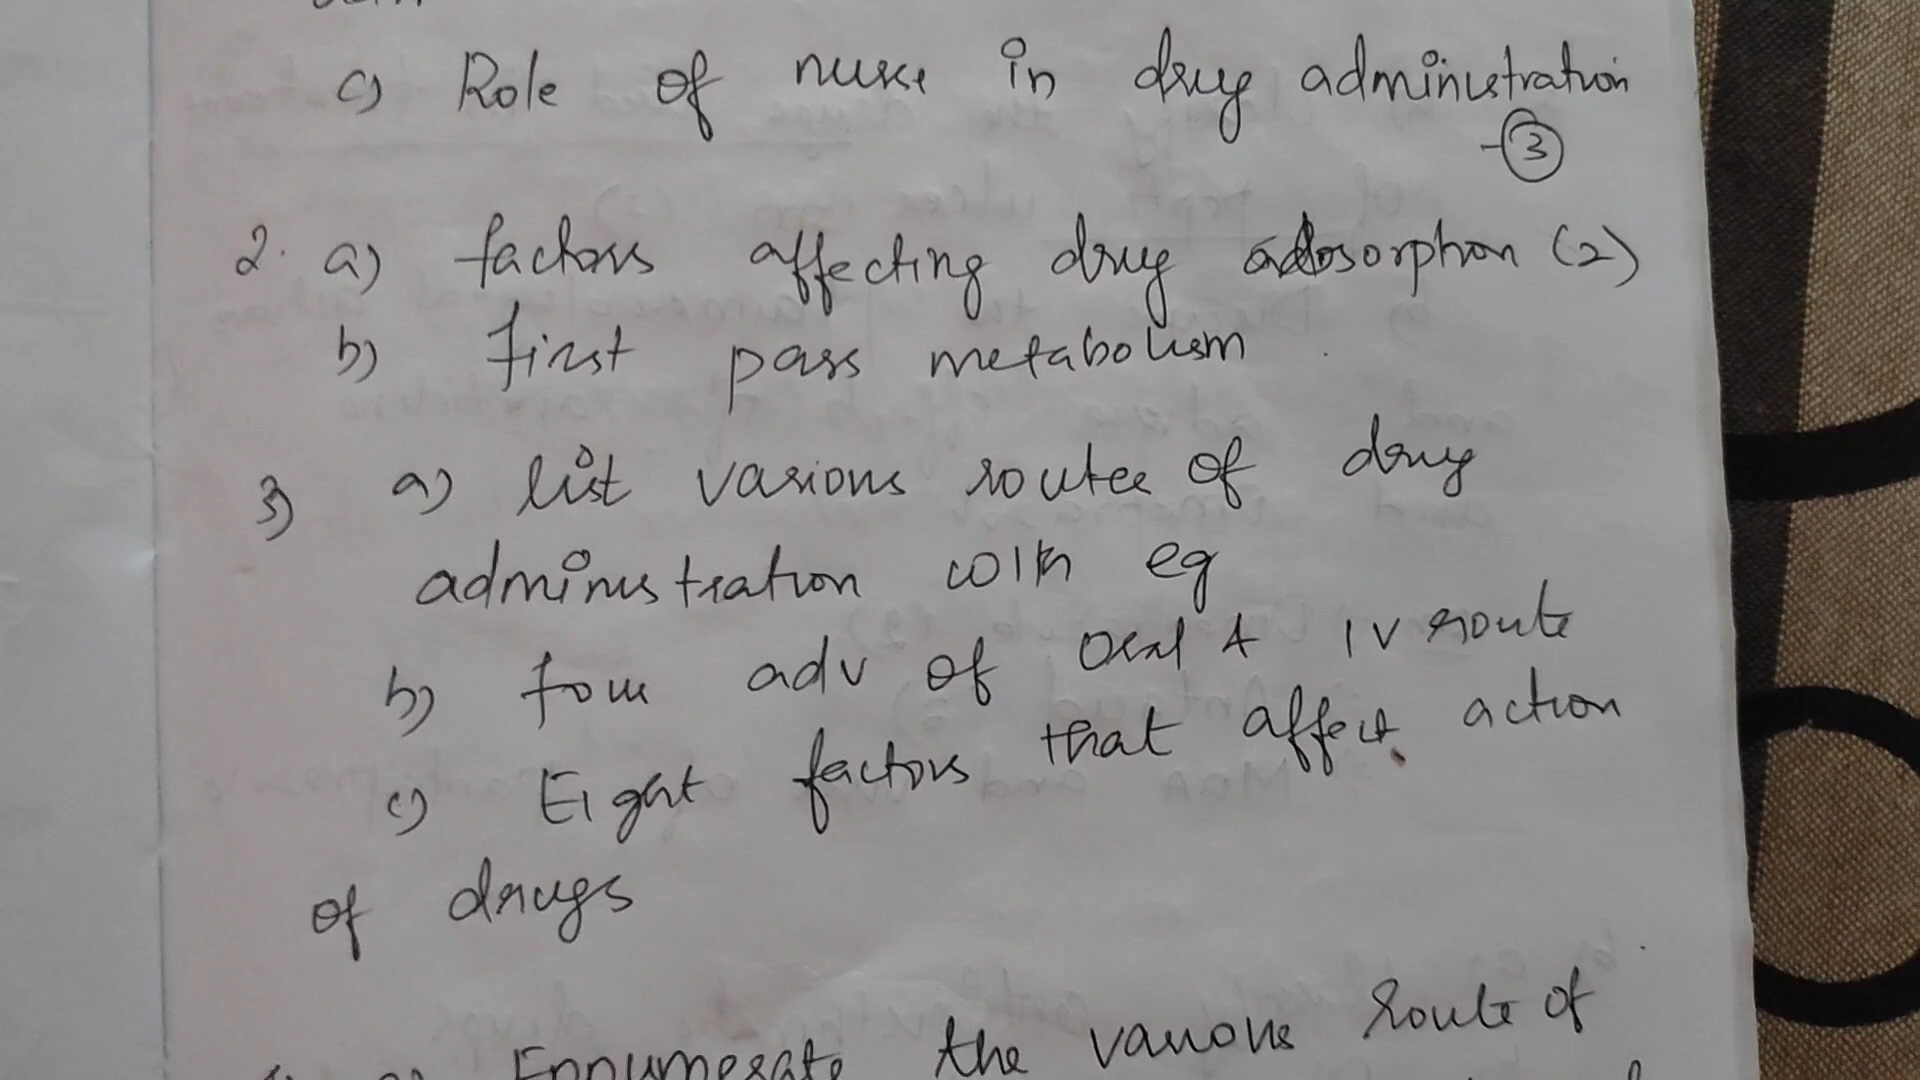 c) Role of nurse in drug administration
-3
2. a) factors affecting drug adsorption (2)
b) first pass metabolism
3) a) list various routes of drug
administration with eg
b) four adv of oral & IV route
c) Eight factors that affect action
of drugs
Ennumerate the various Route of